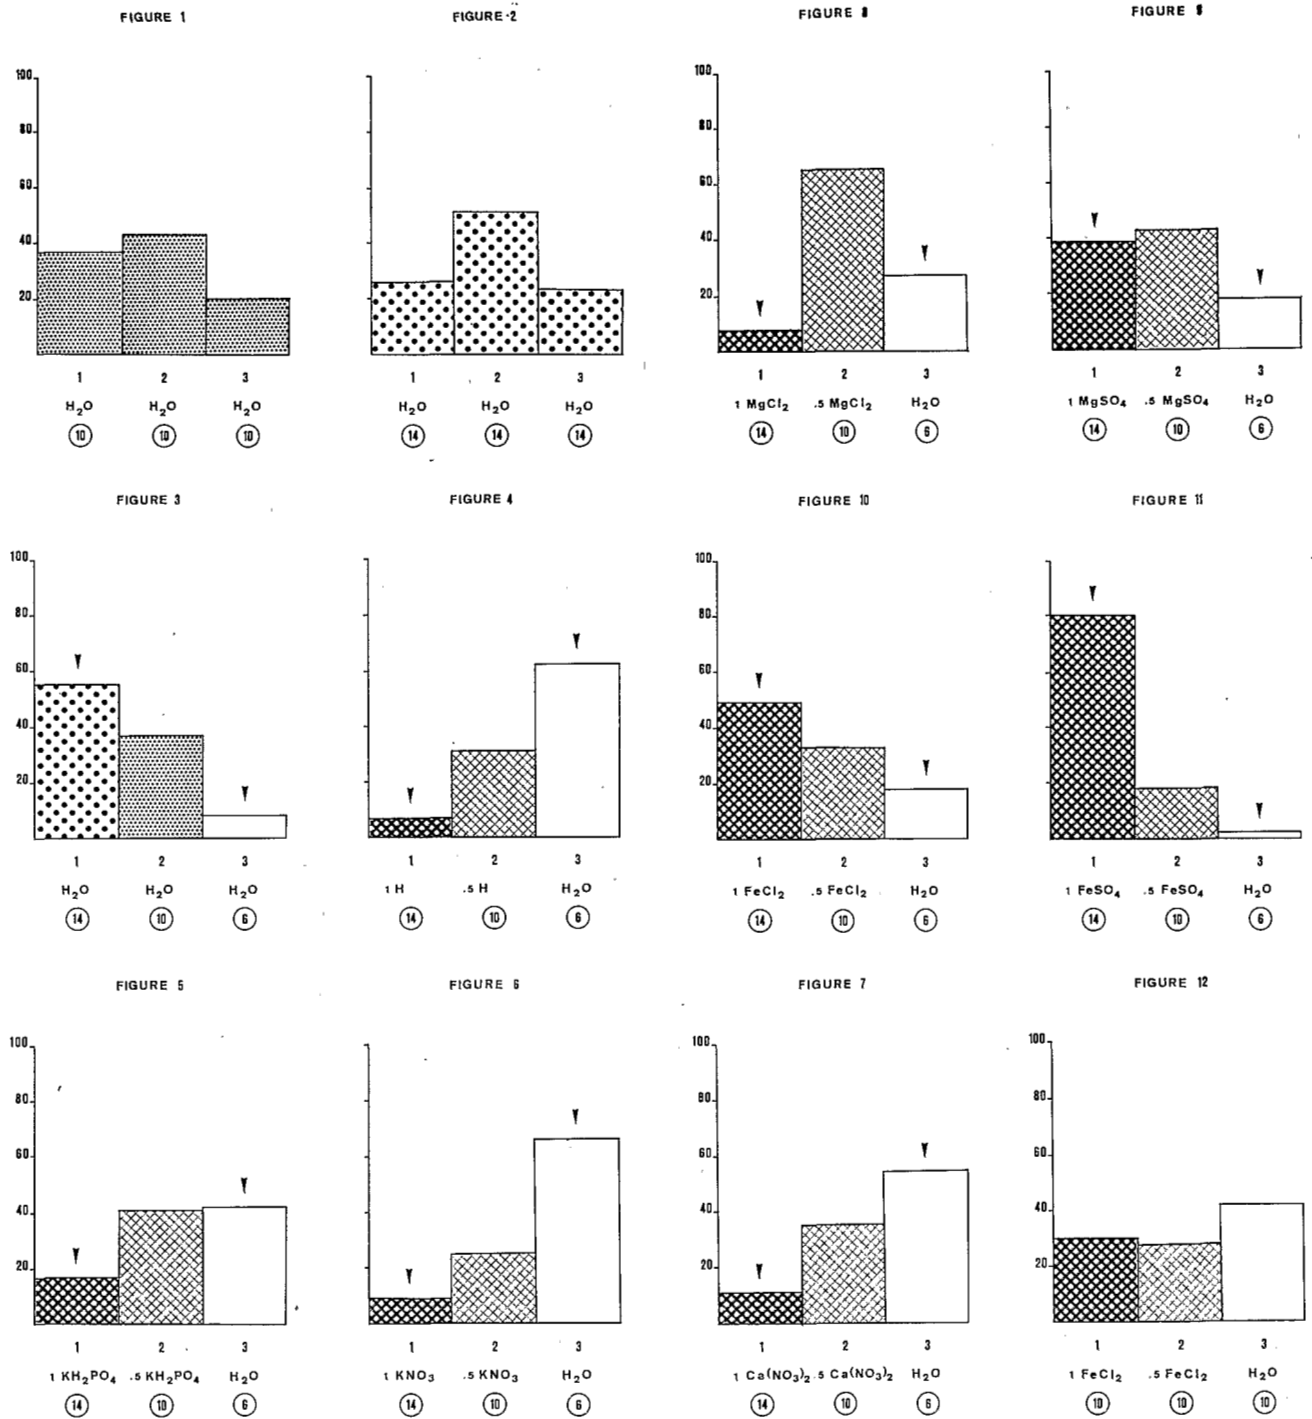 FIGURE 1
100
80
60
40
20
1 2 3
H₂O H₂O H₂O
10 10 10
FIGURE 2
1 2 3
H₂O H₂O H₂O
14 14 14
FIGURE 8
100
80
60
40
20
1 2 3
1 MgCl₂ .5 MgCl₂ H₂O
14 10 6
FIGURE 9
1 2 3
1 MgSO₄ .5 MgSO₄ H₂O
14 10 6
FIGURE 3
100
80
60
40
20
1 2 3
H₂O H₂O H₂O
14 10 6
FIGURE 4
1 2 3
1 H .5 H H₂O
14 10 6
FIGURE 10
100
80
60
40
20
1 2 3
1 FeCl₂ .5 FeCl₂ H₂O
14 10 6
FIGURE 11
1 2 3
1 FeSO₄ .5 FeSO₄ H₂O
14 10 6
FIGURE 5
100
80
60
40
20
1 2 3
1 KH₂PO₄ .5 KH₂PO₄ H₂O
14 10 6
FIGURE 6
1 2 3
1 KNO₃ .5 KNO₃ H₂O
14 10 6
FIGURE 7
100
80
60
40
20
1 2 3
1 Ca(NO₃)₂ .5 Ca(NO₃)₂ H₂O
14 10 6
FIGURE 12
100
80
60
40
20
1 2 3
1 FeCl₂ .5 FeCl₂ H₂O
10 10 10